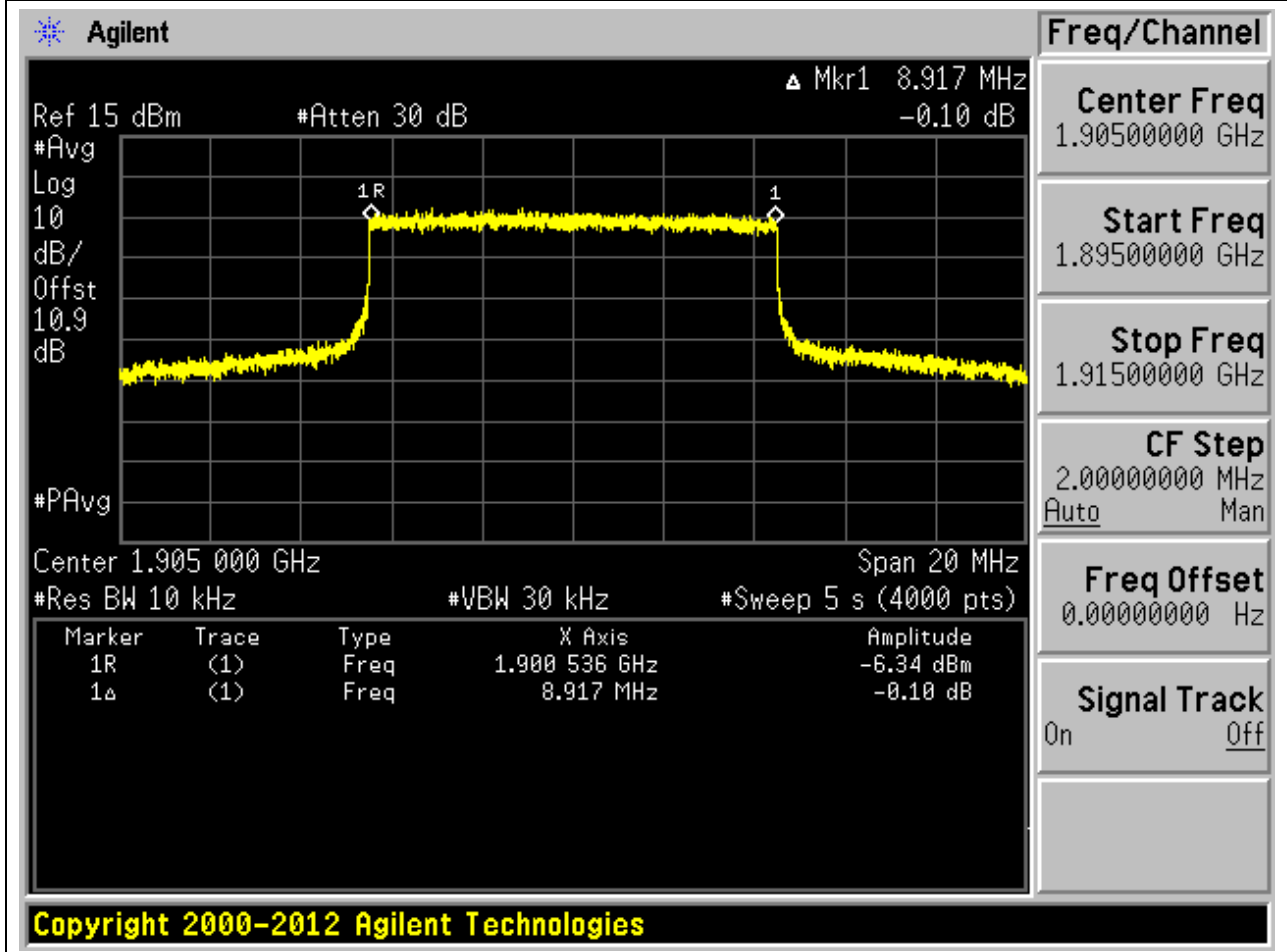 Agilent
Freq/Channel
Δ Mkr1 8.917 MHz
Ref 15 dBm #Atten 30 dB -0.10 dB
#Avg
Log
10
dB/
Offst
10.9
dB
1R
1
#PAvg
Center 1.905 000 GHz Span 20 MHz
#Res BW 10 kHz #VBW 30 kHz #Sweep 5 s (4000 pts)
Marker Trace Type X Axis Amplitude
1R (1) Freq 1.900 536 GHz -6.34 dBm
1Δ (1) Freq 8.917 MHz -0.10 dB
Center Freq
1.90500000 GHz
Start Freq
1.89500000 GHz
Stop Freq
1.91500000 GHz
CF Step
2.00000000 MHz
Auto Man
Freq Offset
0.00000000 Hz
Signal Track
On Off
Copyright 2000-2012 Agilent Technologies